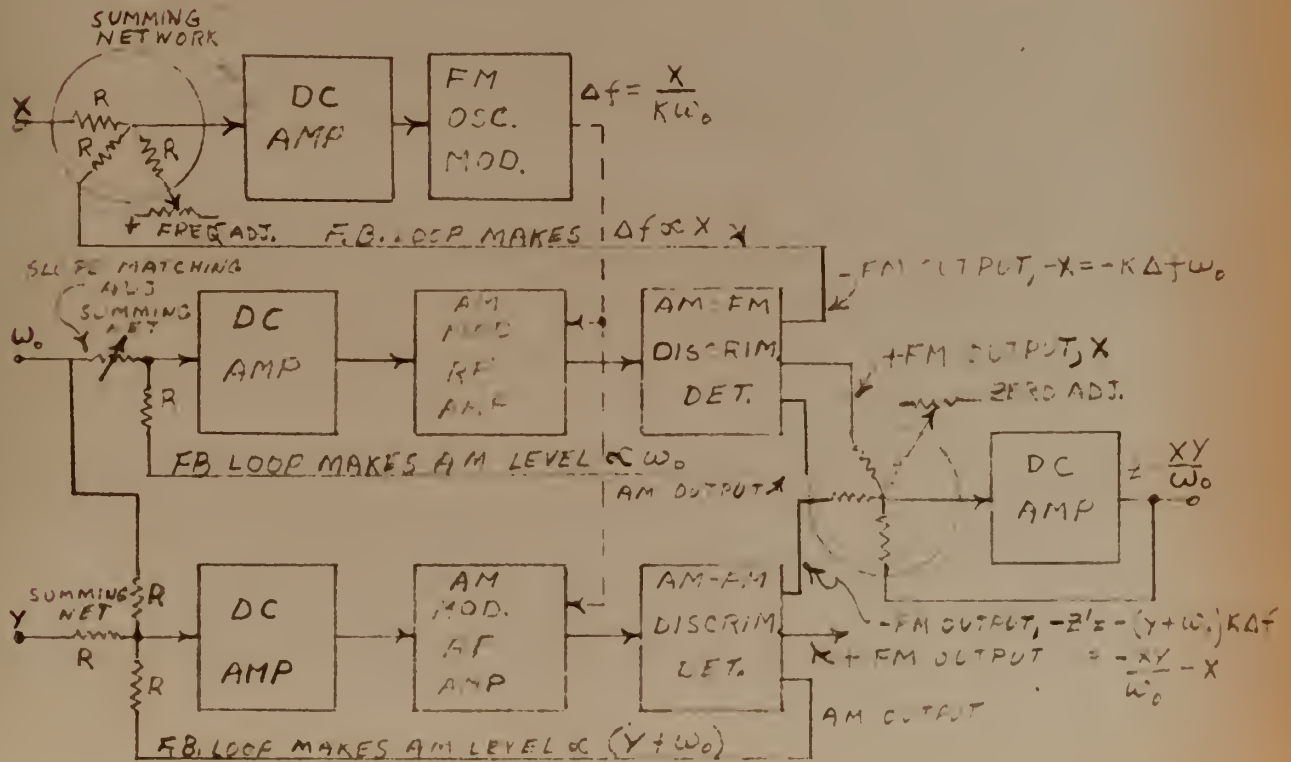 SUMMING
NETWORK
X
R
R
R
DC
AMP
FM
OSC.
MOD.
Δf = X/Kω₀
+ FREQ ADJ.
F.B. LOOP MAKES Δf ∝ X
SLOPE MATCHING
ADJ
SUMMING
NET
ω₀
R
DC
AMP
AM
MOD
RF
AMP
AM-FM
DISCRIM
DET.
-FM OUTPUT, -X = -KΔfω₀
+FM OUTPUT, X
ZERO ADJ.
F.B. LOOP MAKES AM LEVEL ∝ ω₀
AM OUTPUT
DC
AMP
XY/ω₀
Y
SUMMING
NET
R
R
R
DC
AMP
AM
MOD.
RF
AMP
AM-FM
DISCRIM
DET.
-FM OUTPUT, -Z' = -(Y+ω₀)KΔf
+ FM OUTPUT = -XY/ω₀ - X
AM OUTPUT
F.B. LOOP MAKES AM LEVEL ∝ (Y+ω₀)